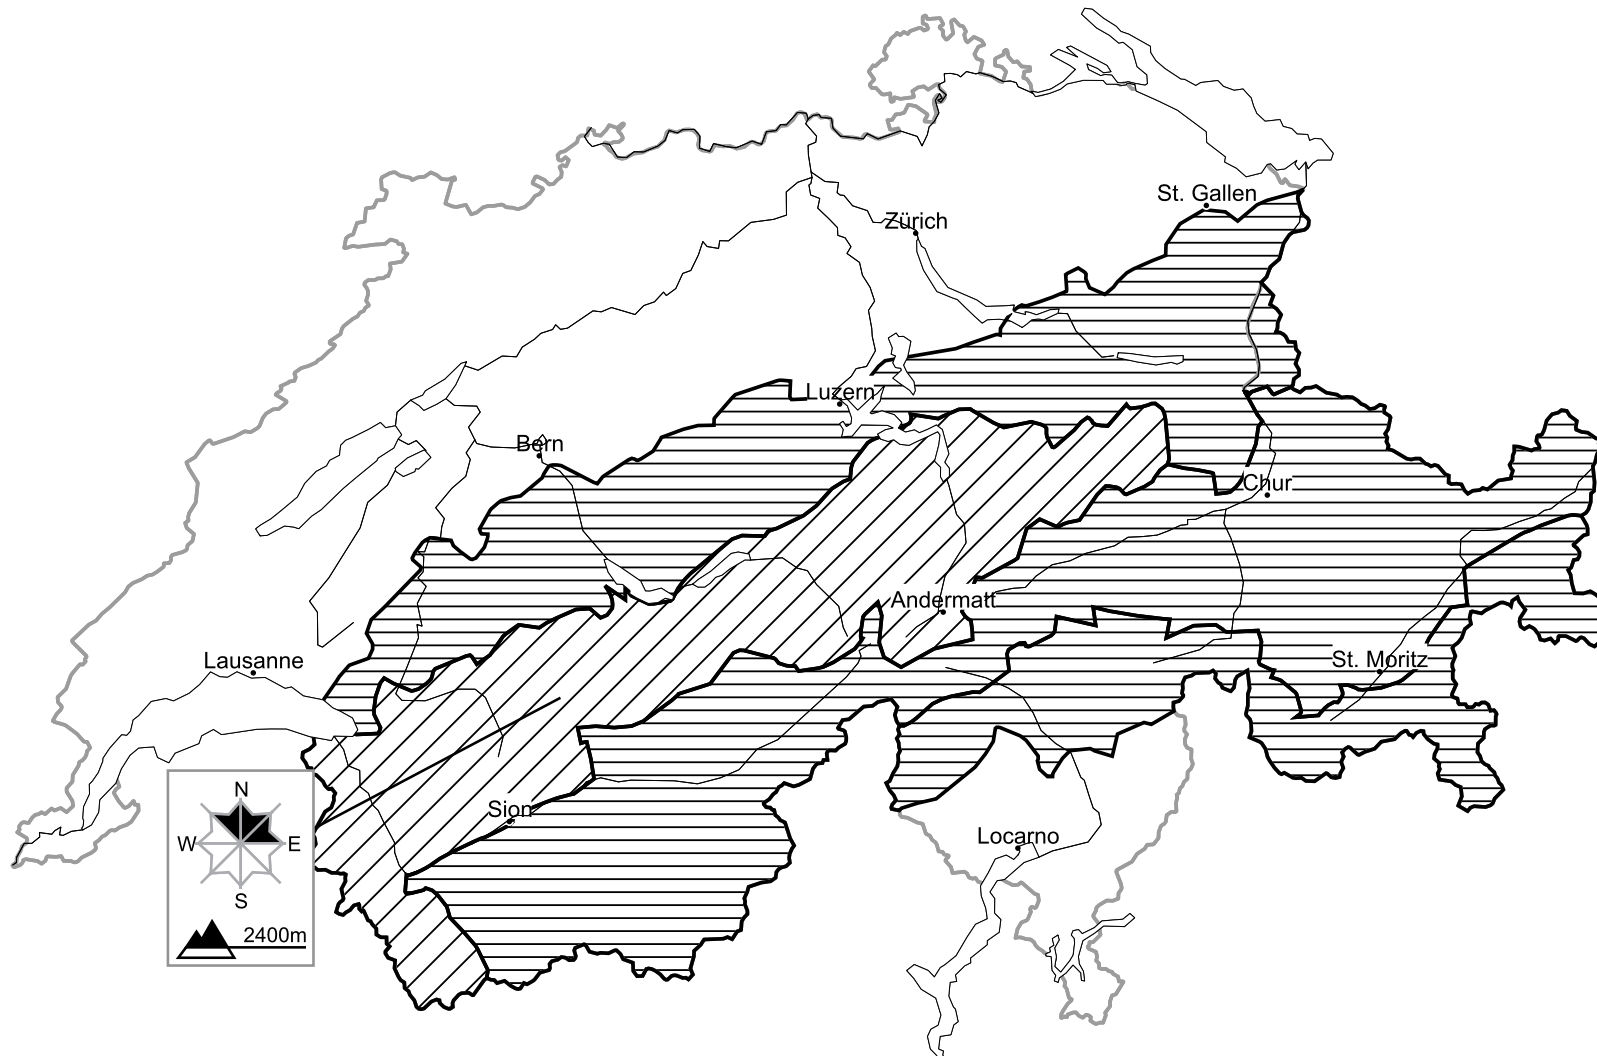 St. Gallen
Zürich
Luzern
Bern
Chur
Andermatt
Lausanne
St. Moritz
N
W E
S
2400m
Sion
Locarno